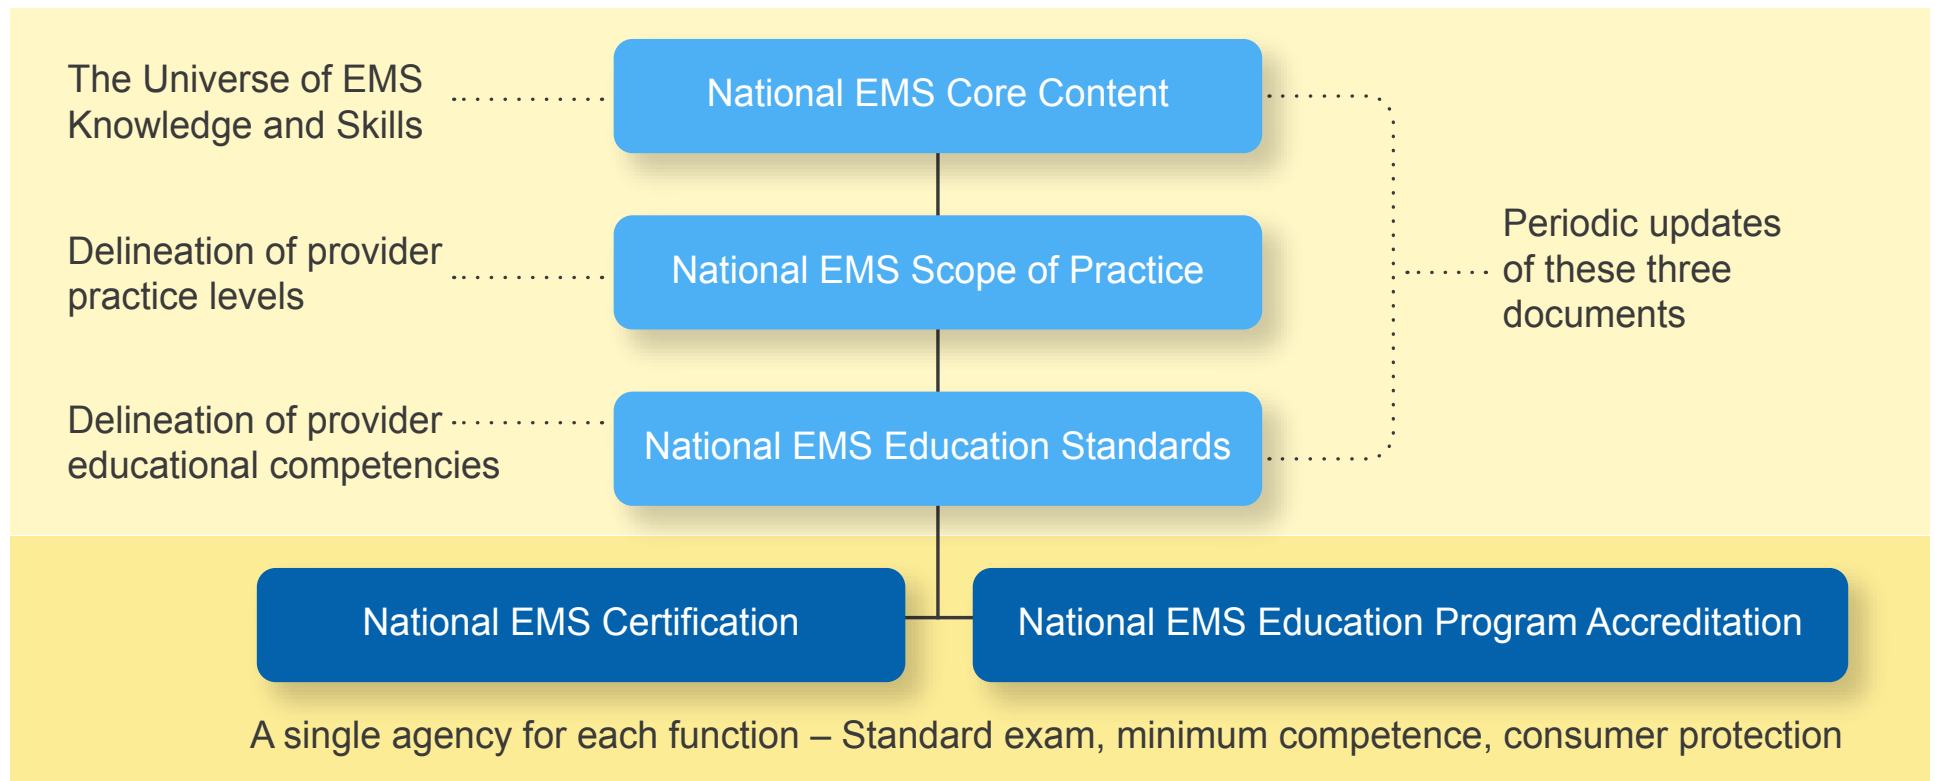 The Universe of EMS
Knowledge and Skills
National EMS Core Content
Delineation of provider
practice levels
National EMS Scope of Practice
Periodic updates
of these three
documents
Delineation of provider
educational competencies
National EMS Education Standards
National EMS Certification
National EMS Education Program Accreditation
A single agency for each function – Standard exam, minimum competence, consumer protection